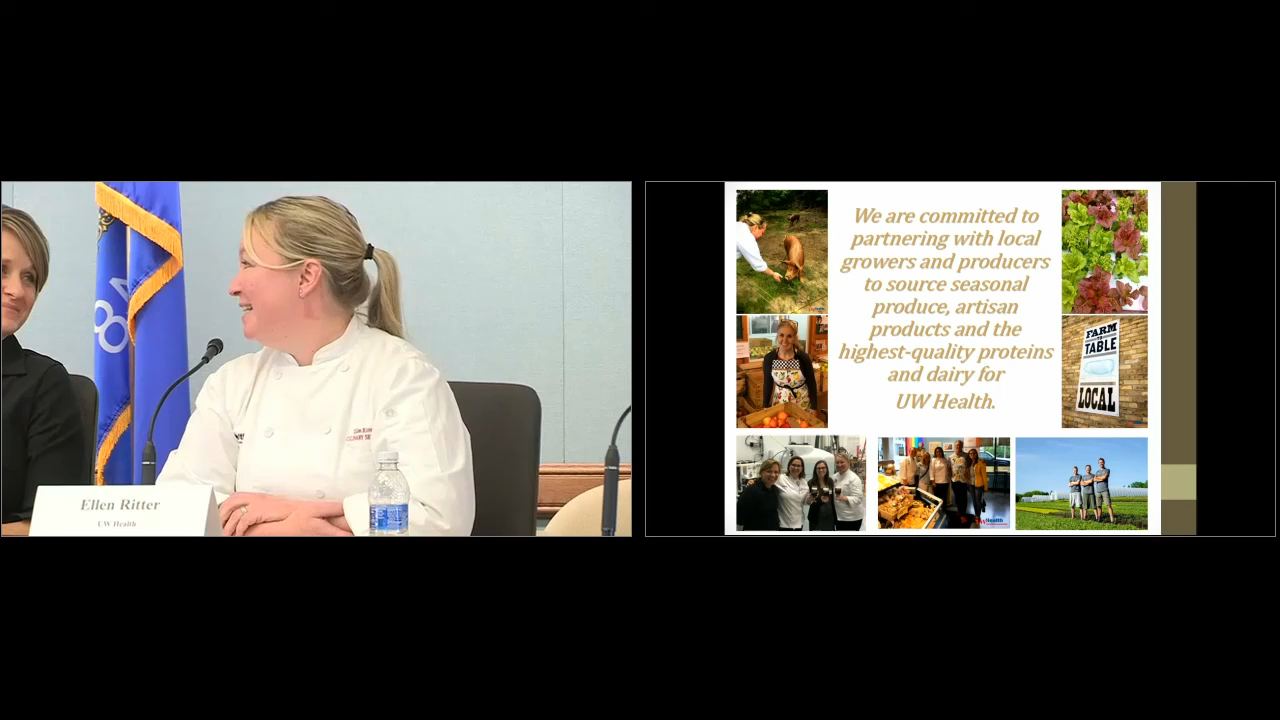 Ellen Ritter
UW Health
We are committed to
partnering with local
growers and producers
to source seasonal
produce, artisan
products and the
highest-quality proteins
and dairy for
UW Health.
FARM
TABLE
LOCAL